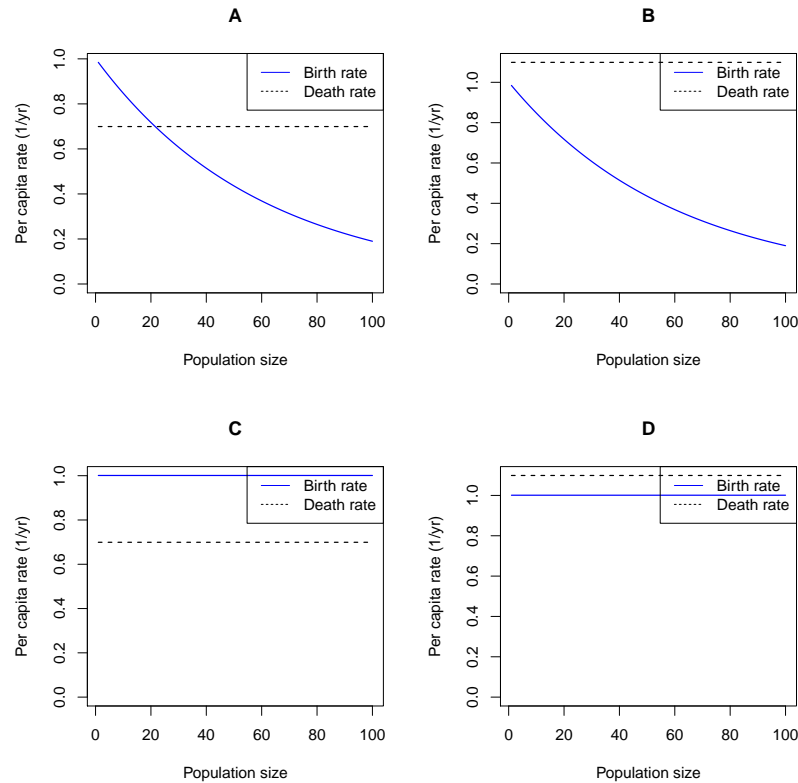 A
Per capita rate (1/yr)
1.0
0.8
0.6
0.4
0.2
0.0
Birth rate
Death rate
0 20 40 60 80 100
Population size
B
Per capita rate (1/yr)
1.0
0.8
0.6
0.4
0.2
0.0
Birth rate
Death rate
0 20 40 60 80 100
Population size
C
Per capita rate (1/yr)
1.0
0.8
0.6
0.4
0.2
0.0
Birth rate
Death rate
0 20 40 60 80 100
Population size
D
Per capita rate (1/yr)
1.0
0.8
0.6
0.4
0.2
0.0
Birth rate
Death rate
0 20 40 60 80 100
Population size